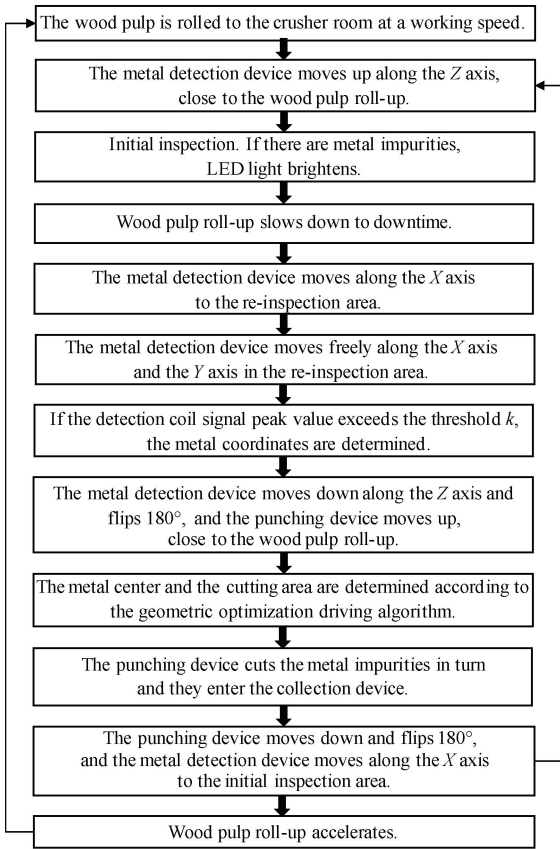 The wood pulp is rolled to the crusher room at a working speed.
The metal detection device moves up along the Z axis,
close to the wood pulp roll-up.
Initial inspection. If there are metal impurities,
LED light brightens.
Wood pulp roll-up slows down to downtime.
The metal detection device moves along the X axis
to the re-inspection area.
The metal detection device moves freely along the X axis
and the Y axis in the re-inspection area.
If the detection coil signal peak value exceeds the threshold k,
the metal coordinates are determined.
The metal detection device moves down along the Z axis and
flips 180°, and the punching device moves up,
close to the wood pulp roll-up.
The metal center and the cutting area are determined according to
the geometric optimization driving algorithm.
The punching device cuts the metal impurities in turn
and they enter the collection device.
The punching device moves down and flips 180°,
and the metal detection device moves along the X axis
to the initial inspection area.
Wood pulp roll-up accelerates.